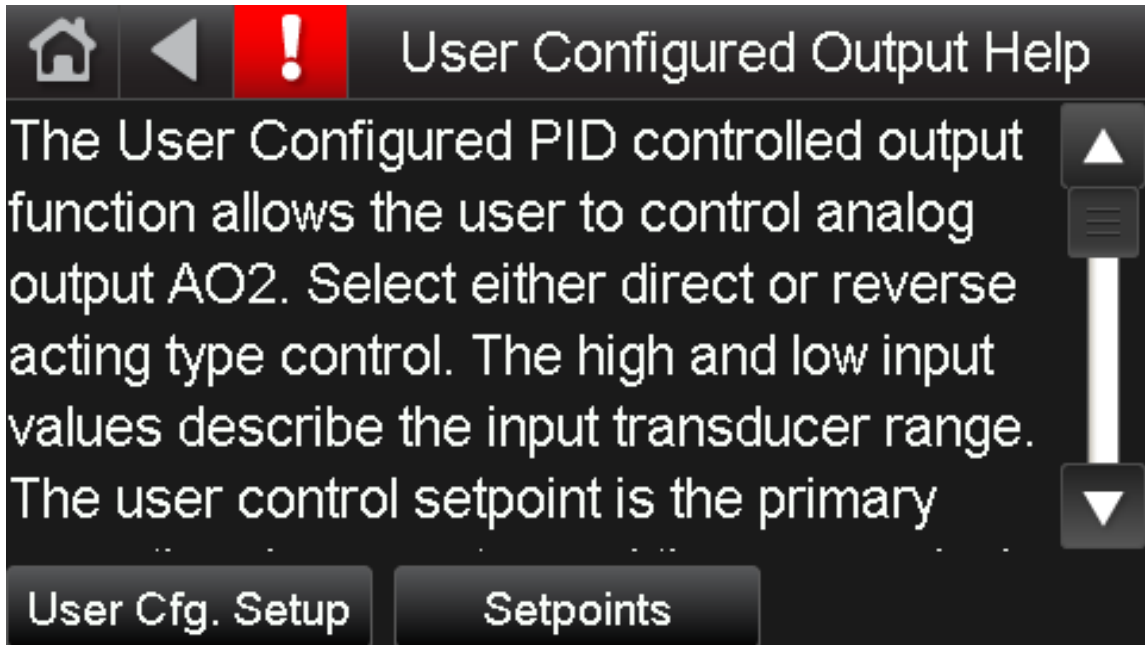 User Configured Output Help
The User Configured PID controlled output
function allows the user to control analog
output AO2. Select either direct or reverse
acting type control. The high and low input
values describe the input transducer range.
The user control setpoint is the primary
User Cfg. Setup
Setpoints